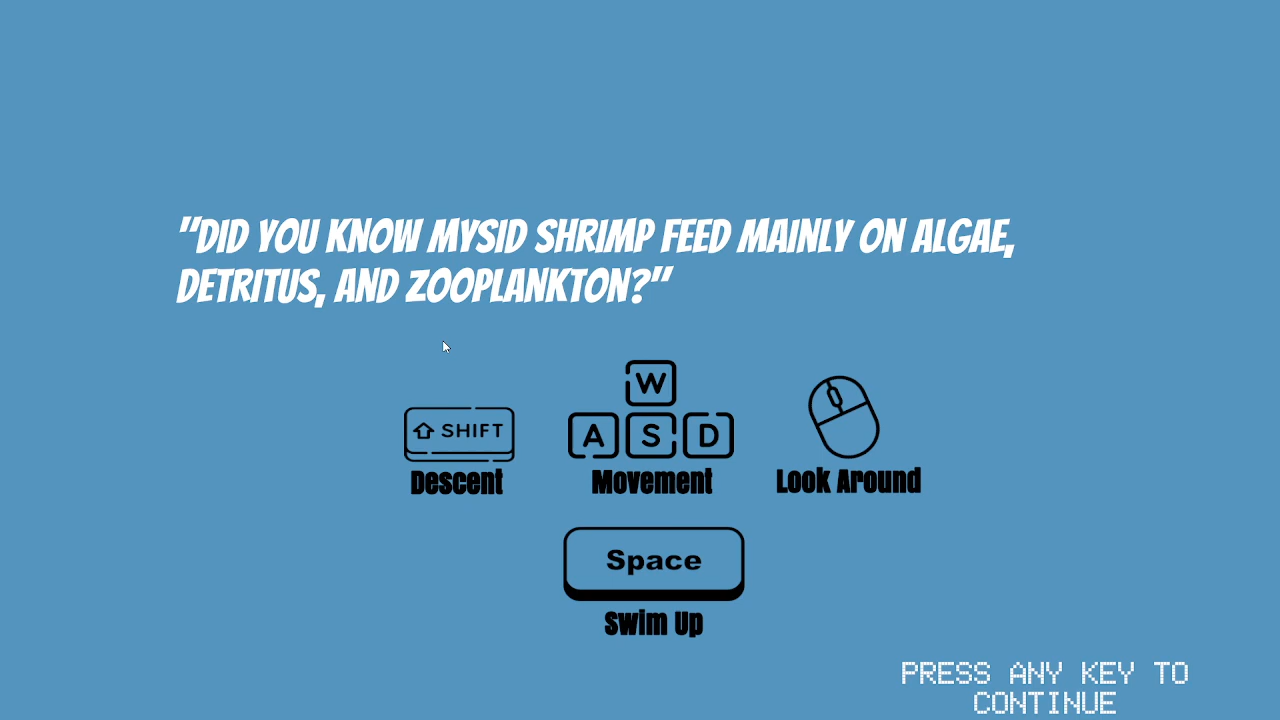 "DID YOU KNOW MYSID SHRIMP FEED MAINLY ON ALGAE,
DETRITUS, AND ZOOPLANKTON?"
W
SHIFT A S D
Descent Movement Look Around
Space
Swim Up
PRESS ANY KEY TO
CONTINUE